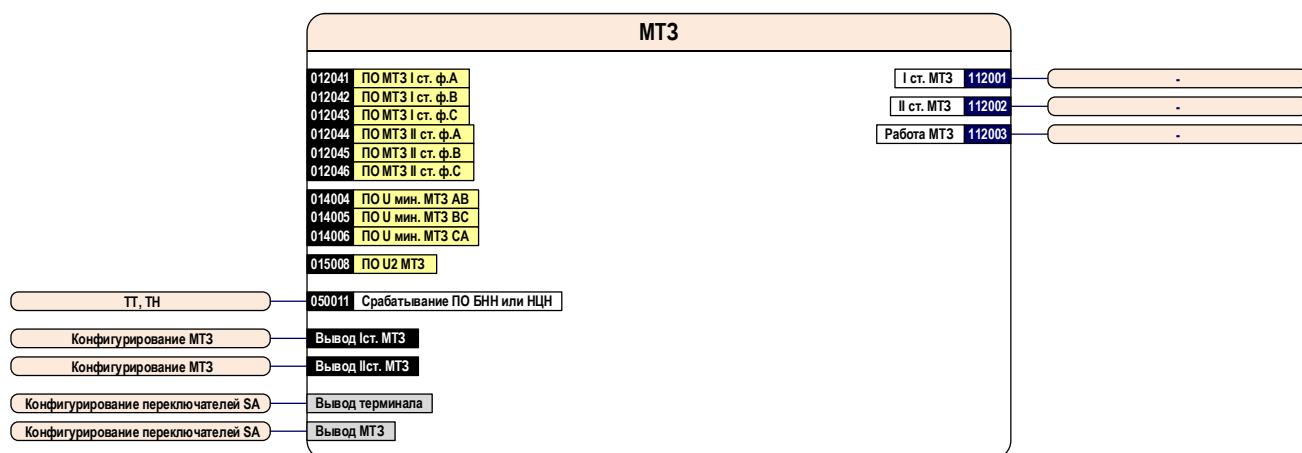 МТЗ
012041 ПО МТЗ I ст. ф.А
012042 ПО МТЗ I ст. ф.В
012043 ПО МТЗ I ст. ф.С
012044 ПО МТЗ II ст. ф.А
012045 ПО МТЗ II ст. ф.В
012046 ПО МТЗ II ст. ф.С
014004 ПО U мин. МТЗ АВ
014005 ПО U мин. МТЗ ВС
014006 ПО U мин. МТЗ СА
015008 ПО U2 МТЗ
ТТ, ТН 050011 Срабатывание ПО БНН или НЦН
Конфигурирование МТЗ Вывод Iст. МТЗ
Конфигурирование МТЗ Вывод IIст. МТЗ
Конфигурирование переключателей SA Вывод терминала
Конфигурирование переключателей SA Вывод МТЗ
I ст. МТЗ 112001 -
II ст. МТЗ 112002 -
Работа МТЗ 112003 -